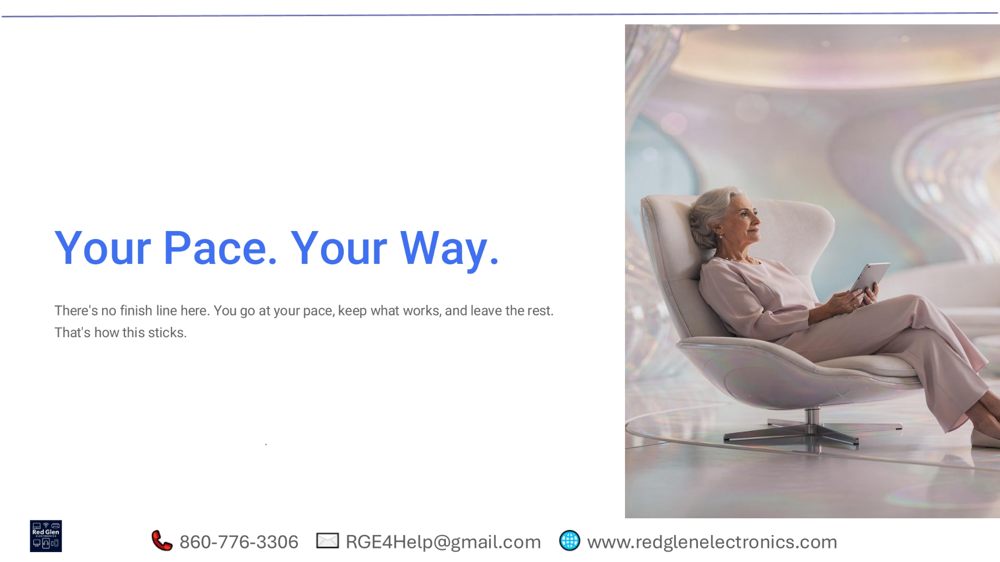 Your Pace. Your Way.
There's no finish line here. You go at your pace, keep what works, and leave the rest.
That's how this sticks.
.
Red Glen
ELECTRONICS
860-776-3306 RGE4Help@gmail.com www.redglenelectronics.com